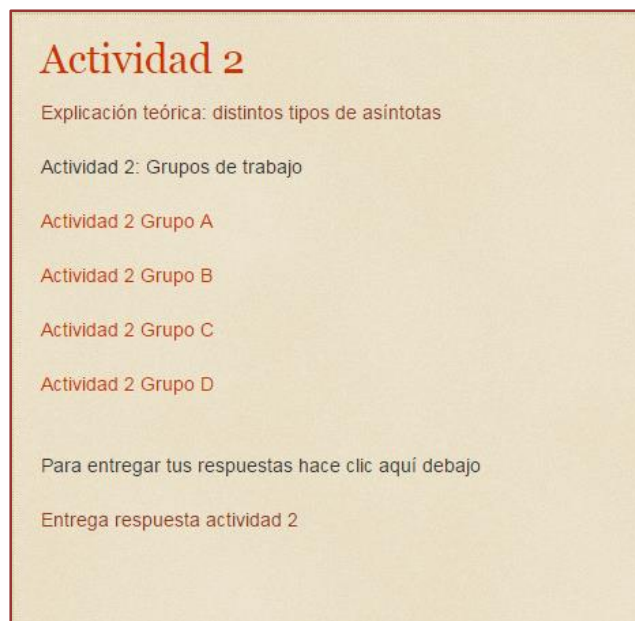 Actividad 2
Explicación teórica: distintos tipos de asíntotas
Actividad 2: Grupos de trabajo
Actividad 2 Grupo A
Actividad 2 Grupo B
Actividad 2 Grupo C
Actividad 2 Grupo D
Para entregar tus respuestas hace clic aquí debajo
Entrega respuesta actividad 2